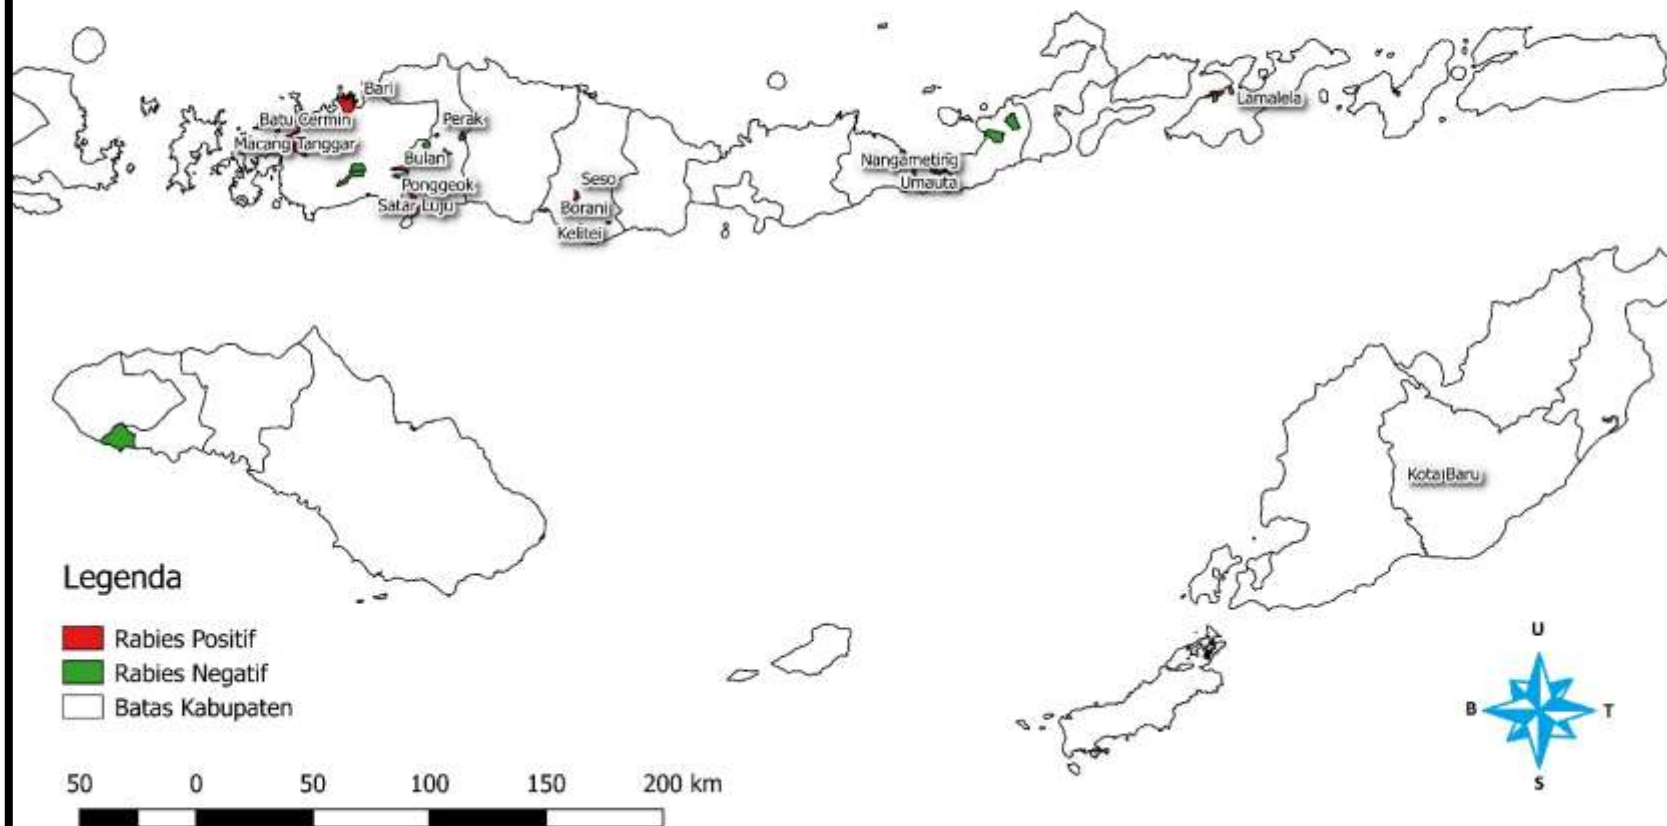 Bari
Batu Cermin
Perak
Macang Tanggar
Bulan
Ponggeok
Satar Luju
Seso
Borani
Kelitei
Nangameting
Umauta
Lamalela
Kota Baru
Legenda
Rabies Positif
Rabies Negatif
Batas Kabupaten
50 0 50 100 150 200 km
U
B T
S